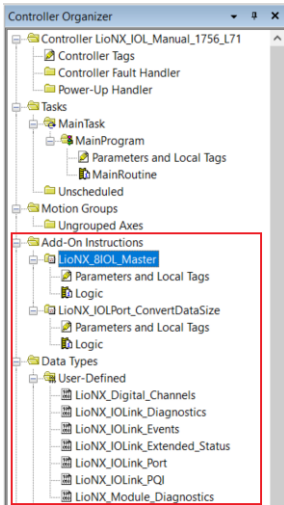 Controller Organizer
Controller LioNX_IOL_Manual_1756_L71
Controller Tags
Controller Fault Handler
Power-Up Handler
Tasks
MainTask
MainProgram
Parameters and Local Tags
MainRoutine
Unscheduled
Motion Groups
Ungrouped Axes
Add-On Instructions
LioNX_8IOL_Master
Parameters and Local Tags
Logic
LioNX_IOLPort_ConvertDataSize
Parameters and Local Tags
Logic
Data Types
User-Defined
LioNX_Digital_Channels
LioNX_IOLink_Diagnostics
LioNX_IOLink_Events
LioNX_IOLink_Extended_Status
LioNX_IOLink_Port
LioNX_IOLink_PQI
LioNX_Module_Diagnostics